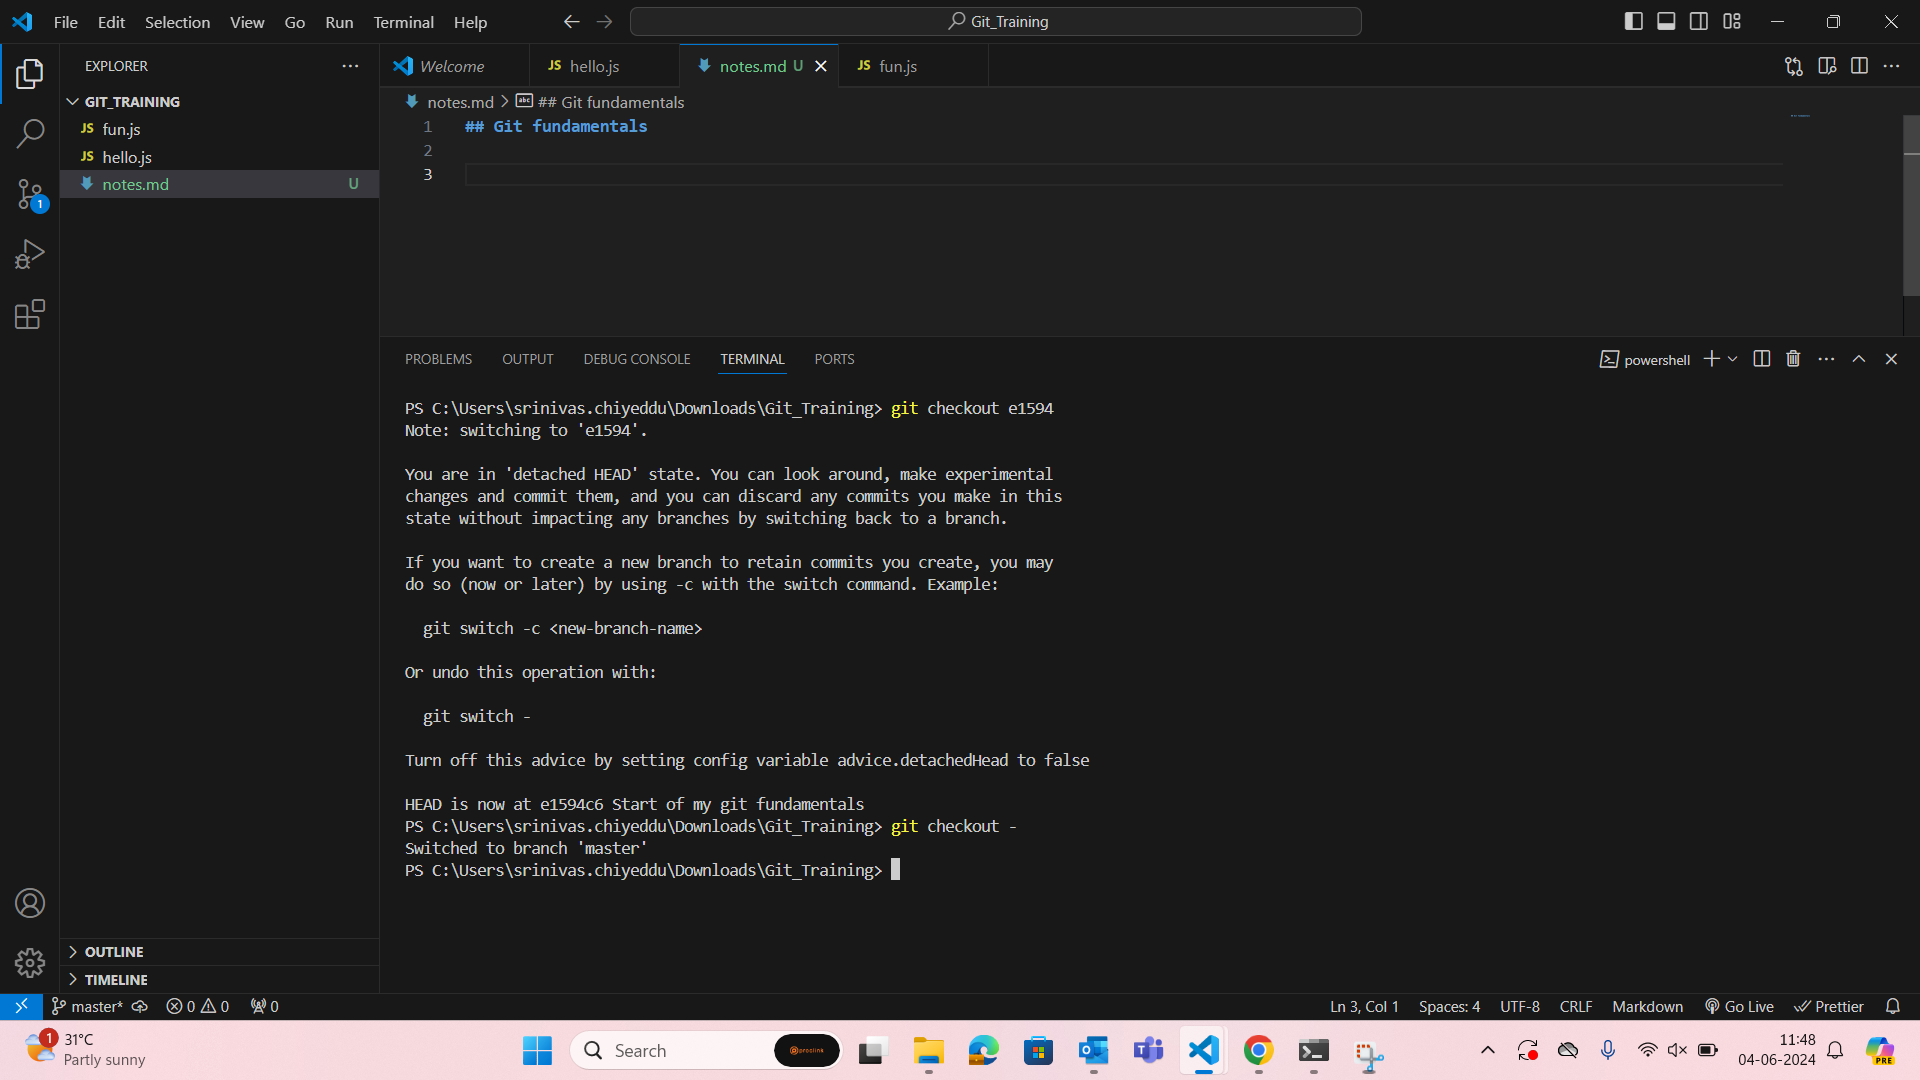 File Edit Selection View Go Run Terminal Help
Git_Training
EXPLORER
GIT_TRAINING
JS fun.js
JS hello.js
notes.md U
1
OUTLINE
TIMELINE
Welcome
JS hello.js
notes.md U
JS fun.js
notes.md > abc ## Git fundamentals
1 ## Git fundamentals
2
3
PROBLEMS OUTPUT DEBUG CONSOLE TERMINAL PORTS
powershell
PS C:\Users\srinivas.chiyeddu\Downloads\Git_Training> git checkout e1594
Note: switching to 'e1594'.
You are in 'detached HEAD' state. You can look around, make experimental
changes and commit them, and you can discard any commits you make in this
state without impacting any branches by switching back to a branch.
If you want to create a new branch to retain commits you create, you may
do so (now or later) by using -c with the switch command. Example:
git switch -c <new-branch-name>
Or undo this operation with:
git switch -
Turn off this advice by setting config variable advice.detachedHead to false
HEAD is now at e1594c6 Start of my git fundamentals
PS C:\Users\srinivas.chiyeddu\Downloads\Git_Training> git checkout -
Switched to branch 'master'
PS C:\Users\srinivas.chiyeddu\Downloads\Git_Training>
master* 0 0 0
Ln 3, Col 1 Spaces: 4 UTF-8 CRLF Markdown Go Live Prettier
1
31°C
Partly sunny
Search
PRE
11:48
04-06-2024